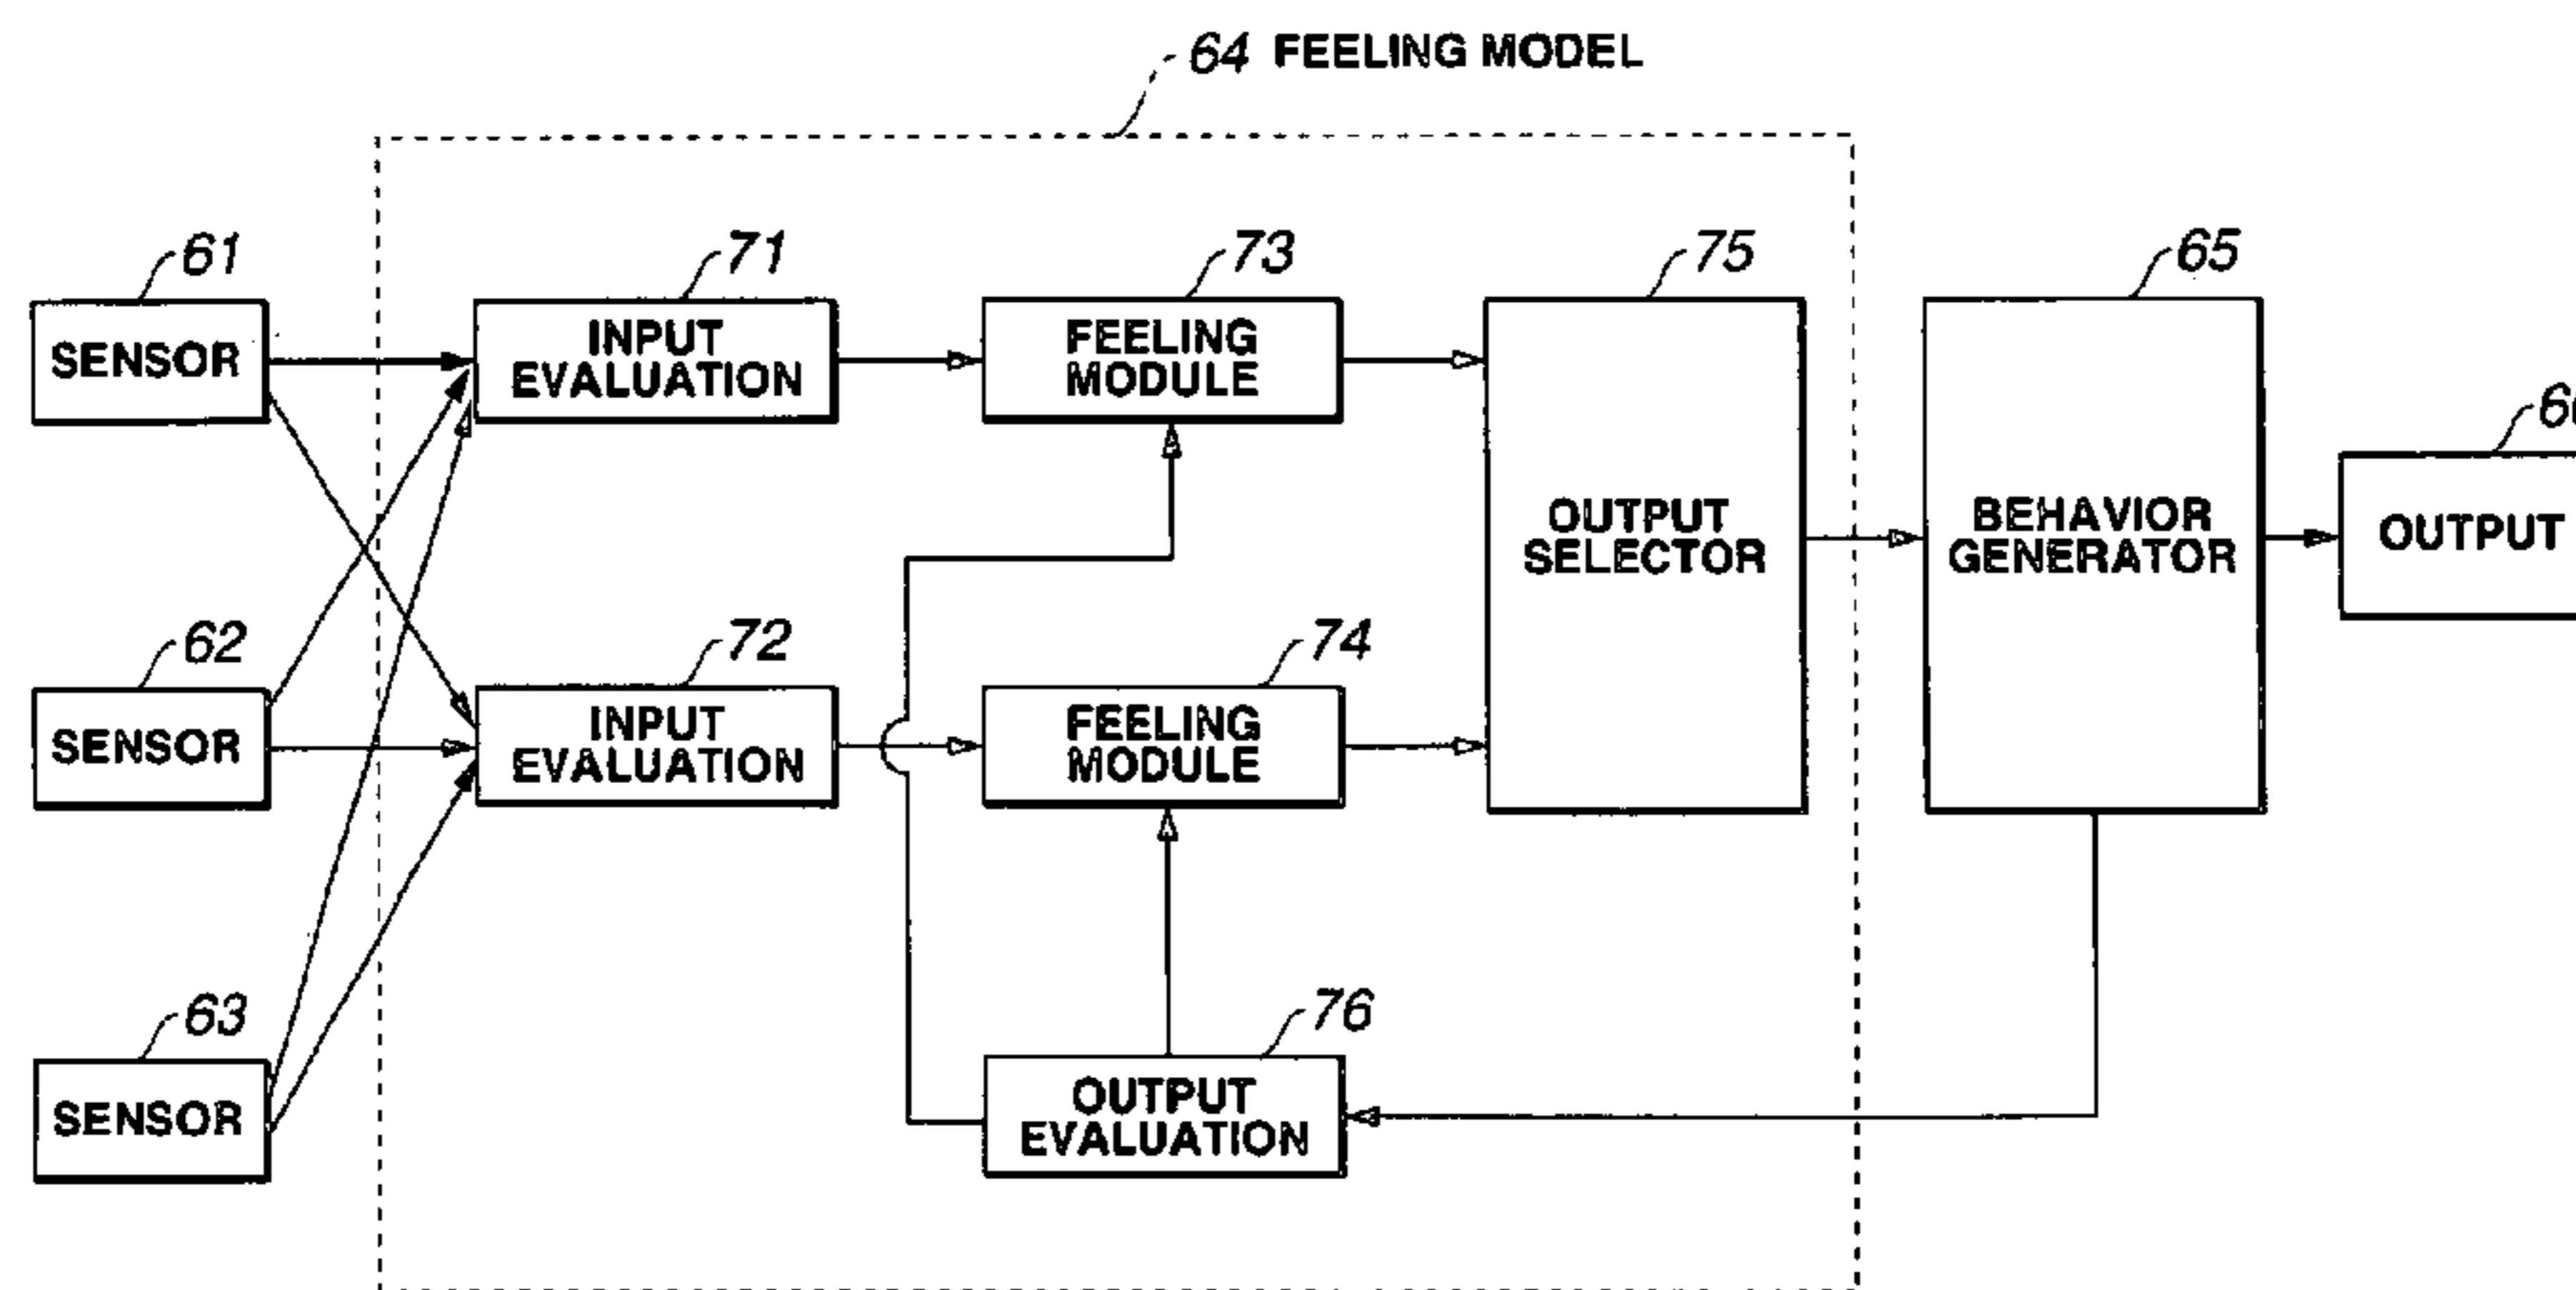 64 FEELING MODEL
61
71
73
75
65
SENSOR
INPUT
EVALUATION
FEELING
MODULE
OUTPUT
SELECTOR
BEHAVIOR
GENERATOR
OUTPUT
62
72
74
SENSOR
INPUT
EVALUATION
FEELING
MODULE
63
76
SENSOR
OUTPUT
EVALUATION